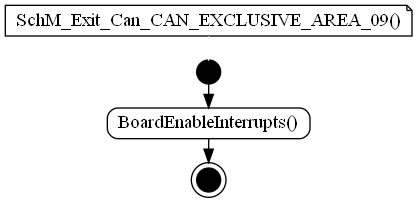 SchM_Exit_Can_CAN_EXCLUSIVE_AREA_09()
BoardEnableInterrupts()